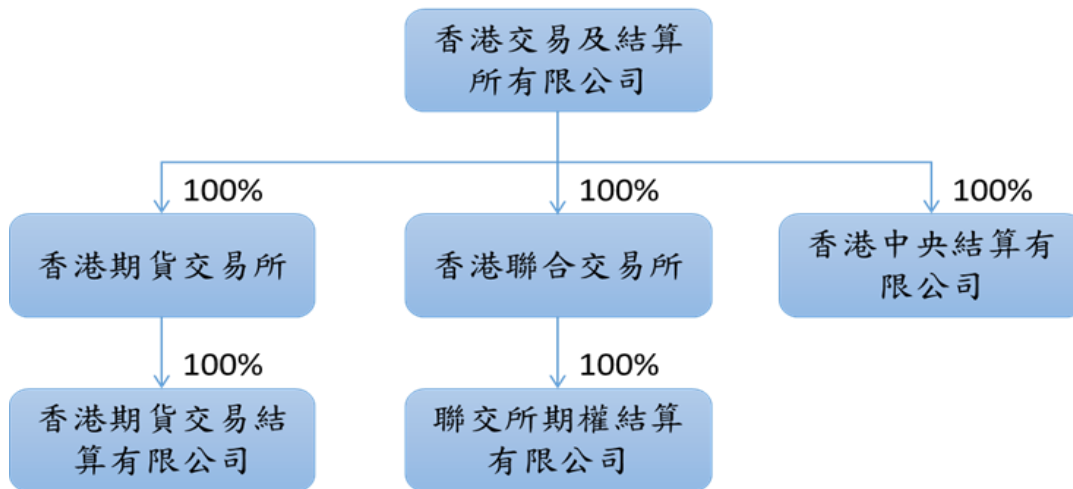 香港交易及結算
所有限公司
100%
100%
100%
香港期貨交易所
香港聯合交易所
香港中央結算有
限公司
100%
100%
香港期貨交易結
算有限公司
聯交所期權結算
有限公司